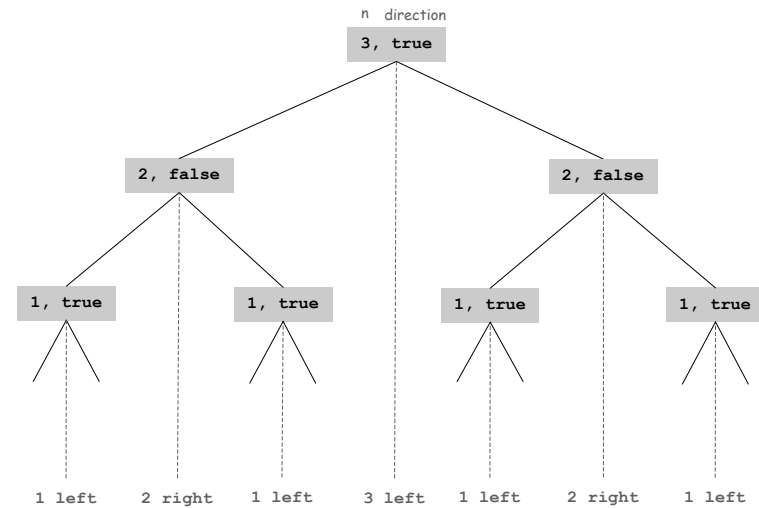 n direction
3, true
2, false
2, false
1, true
1, true
1, true
1, true
1 left
2 right
1 left
3 left
1 left
2 right
1 left